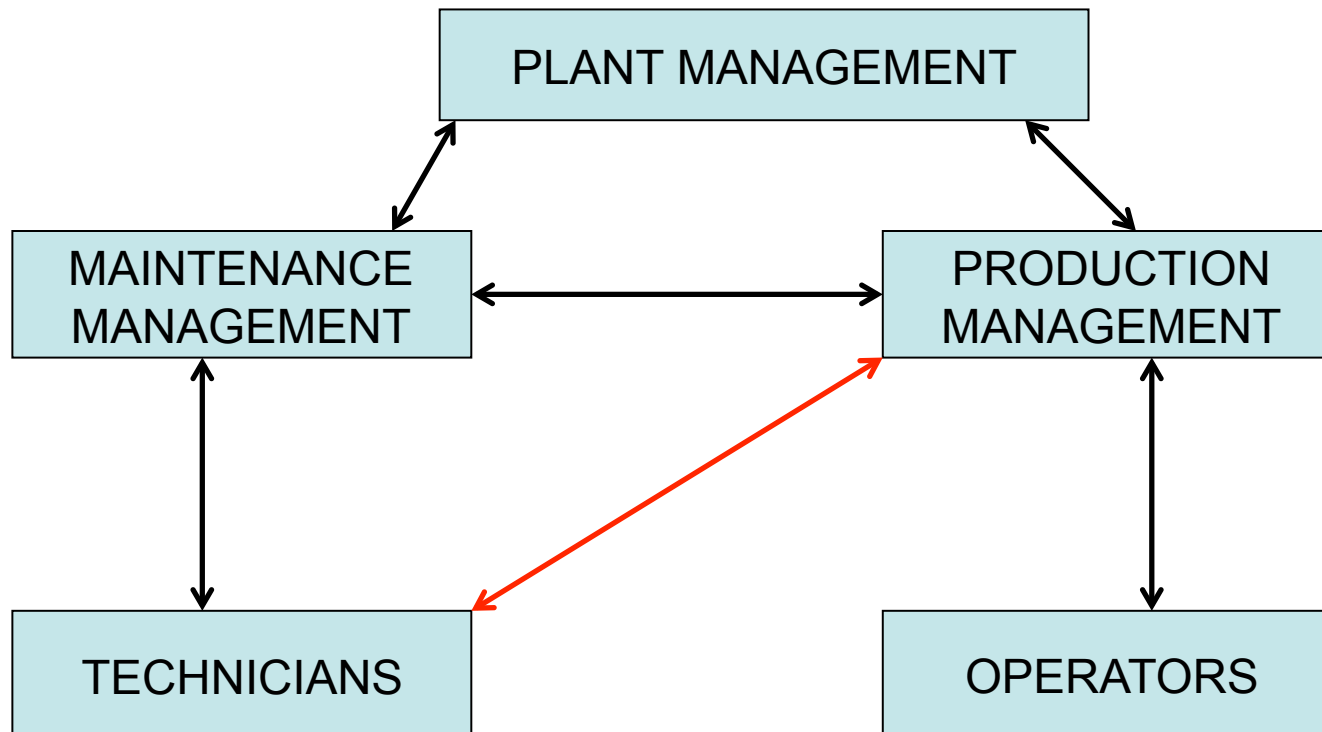 PLANT MANAGEMENT
MAINTENANCE
MANAGEMENT
PRODUCTION
MANAGEMENT
TECHNICIANS
OPERATORS